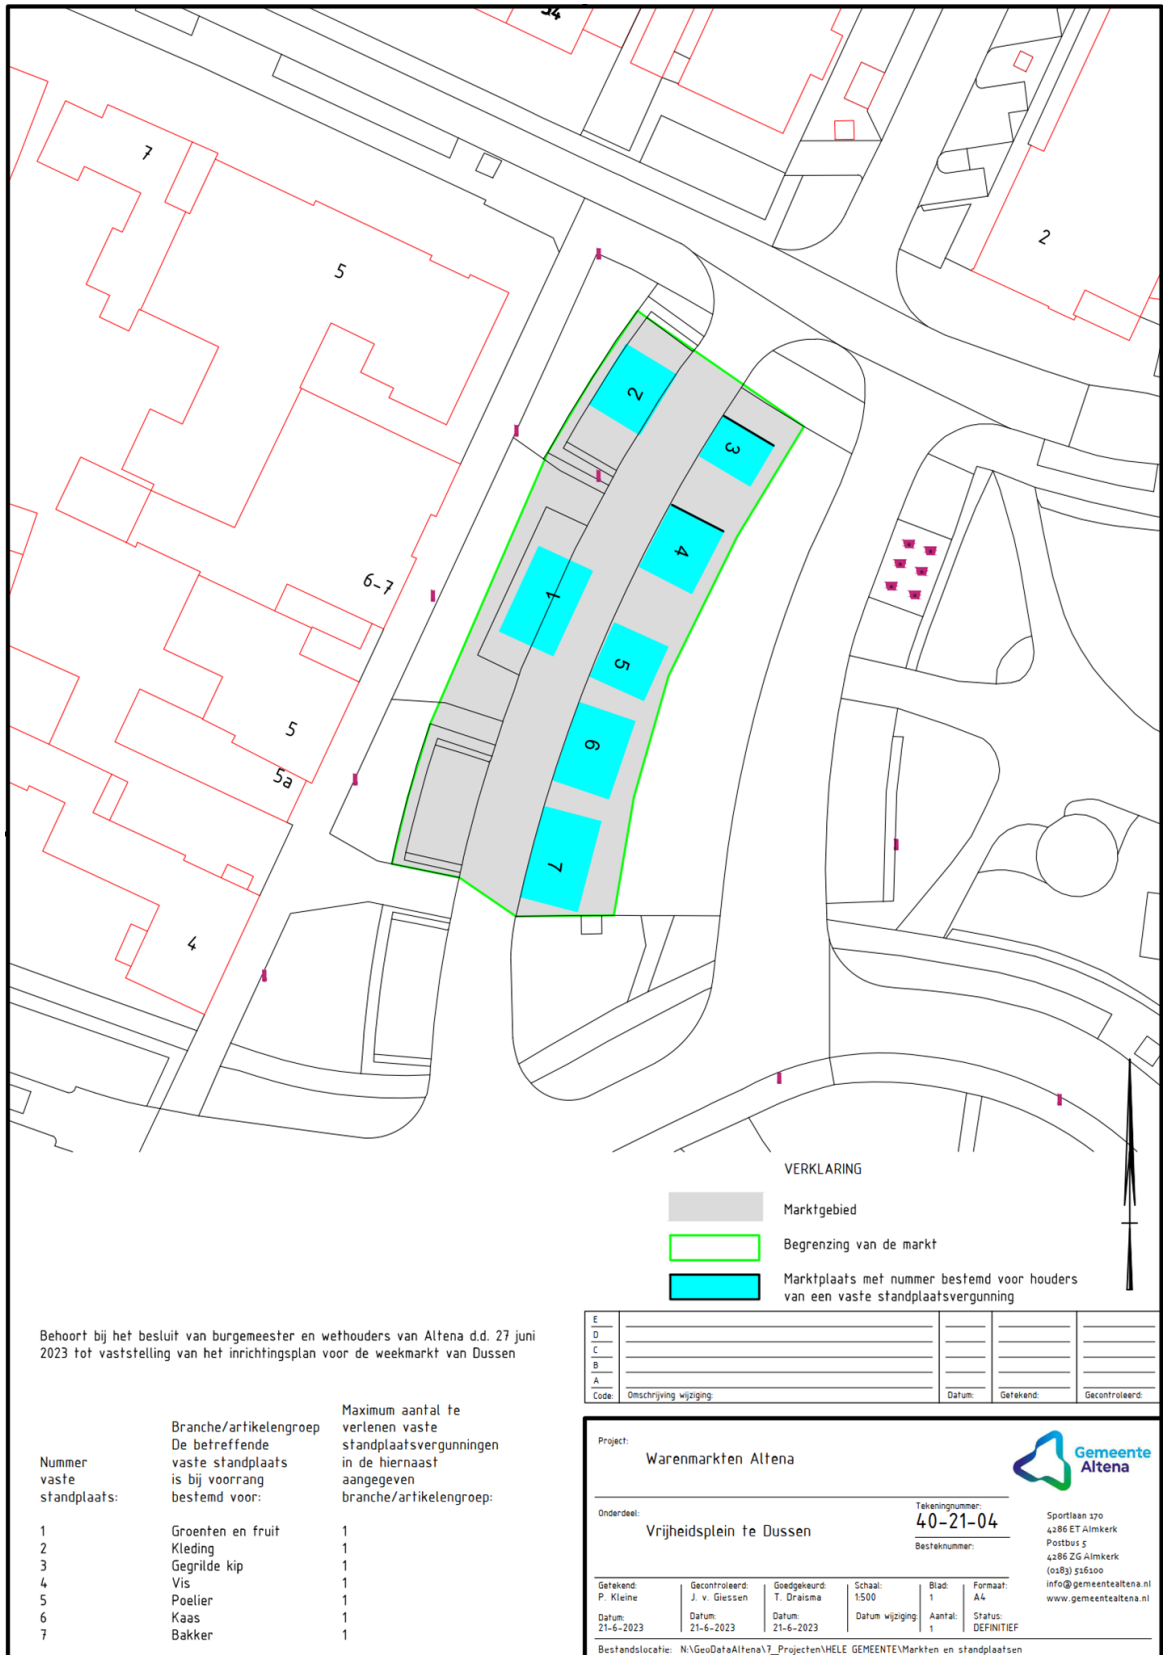 34
7
5
2
2
3
4
6-7
1
5
5
5a
6
7
4
VERKLARING
Marktgebied
Begrenzing van de markt
Marktplaats met nummer bestemd voor houders
van een vaste standplaatsvergunning
Behoort bij het besluit van burgemeester en wethouders van Altena d.d. 27 juni
2023 tot vaststelling van het inrichtingsplan voor de weekmarkt van Dussen
Nummer
vaste
standplaats:
Branche/artikelengroep
De betreffende
vaste standplaats
is bij voorrang
bestemd voor:
Maximum aantal te
verlenen vaste
standplaatsvergunningen
in de hiernaast
aangegeven
branche/artikelengroep:
1 Groenten en fruit 1
2 Kleding 1
3 Gegrilde kip 1
4 Vis 1
5 Poelier 1
6 Kaas 1
7 Bakker 1
E
D
C
B
A
Code: Omschrijving wijziging: Datum: Getekend: Gecontroleerd:
Project:
Warenmarkten Altena
Gemeente
Altena
Onderdeel:
Vrijheidsplein te Dussen
Tekeningnummer:
40-21-04
Besteknummer:
Sportlaan 170
4286 ET Almkerk
Postbus 5
4286 ZG Almkerk
(0183) 516100
info@gemeentealtena.nl
www.gemeentealtena.nl
Getekend: Gecontroleerd: Goedgekeurd: Schaal: Blad: Formaat:
P. Kleine J. v. Giessen T. Draisma 1:500 1 A4
Datum: Datum: Datum: Datum wijziging: Aantal: Status:
21-6-2023 21-6-2023 21-6-2023 1 DEFINITIEF
Bestandslocatie: N:\GeoDataAltena\7_Projecten\HELE GEMEENTE\Markten en standplaatsen